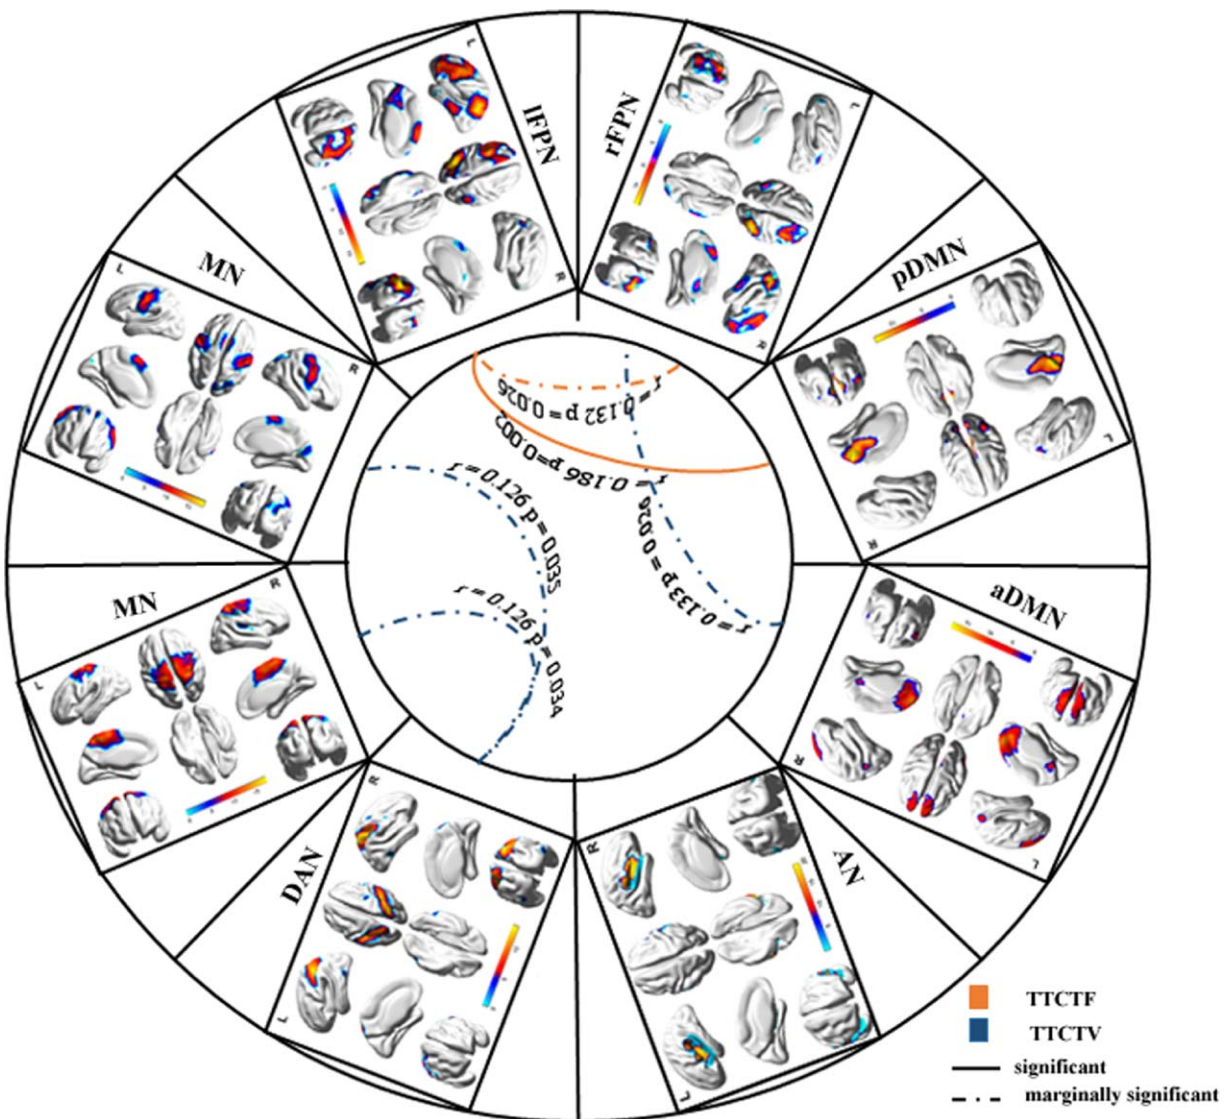 lFPN
rFPN
MN
pDMN
MN
aDMN
DAN
AN
r=0.132 p=0.026
r=0.186 p=0.002
r=0.126 p=0.035
r=0.133 p=0.026
r=0.126 p=0.034
L
R
L
R
L
R
L
R
R
L
R
L
R
L
R
L
TTCTF
TTCTV
significant
marginally significant